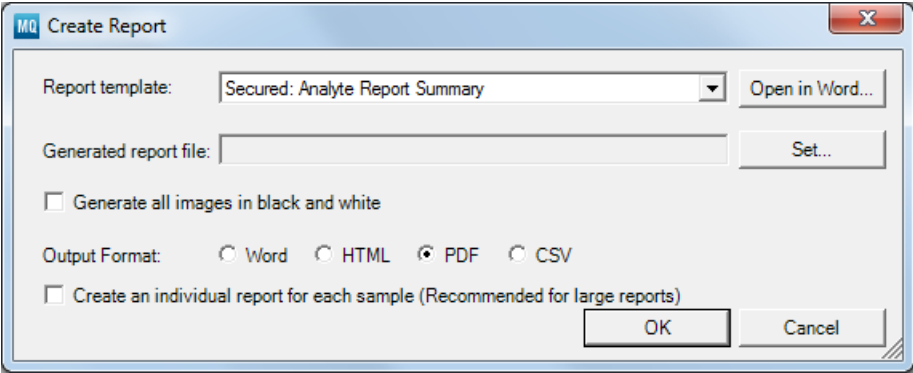 MQ Create Report
Report template: Secured: Analyte Report Summary Open in Word...
Generated report file: Set...
Generate all images in black and white
Output Format: Word HTML PDF CSV
Create an individual report for each sample (Recommended for large reports)
OK Cancel